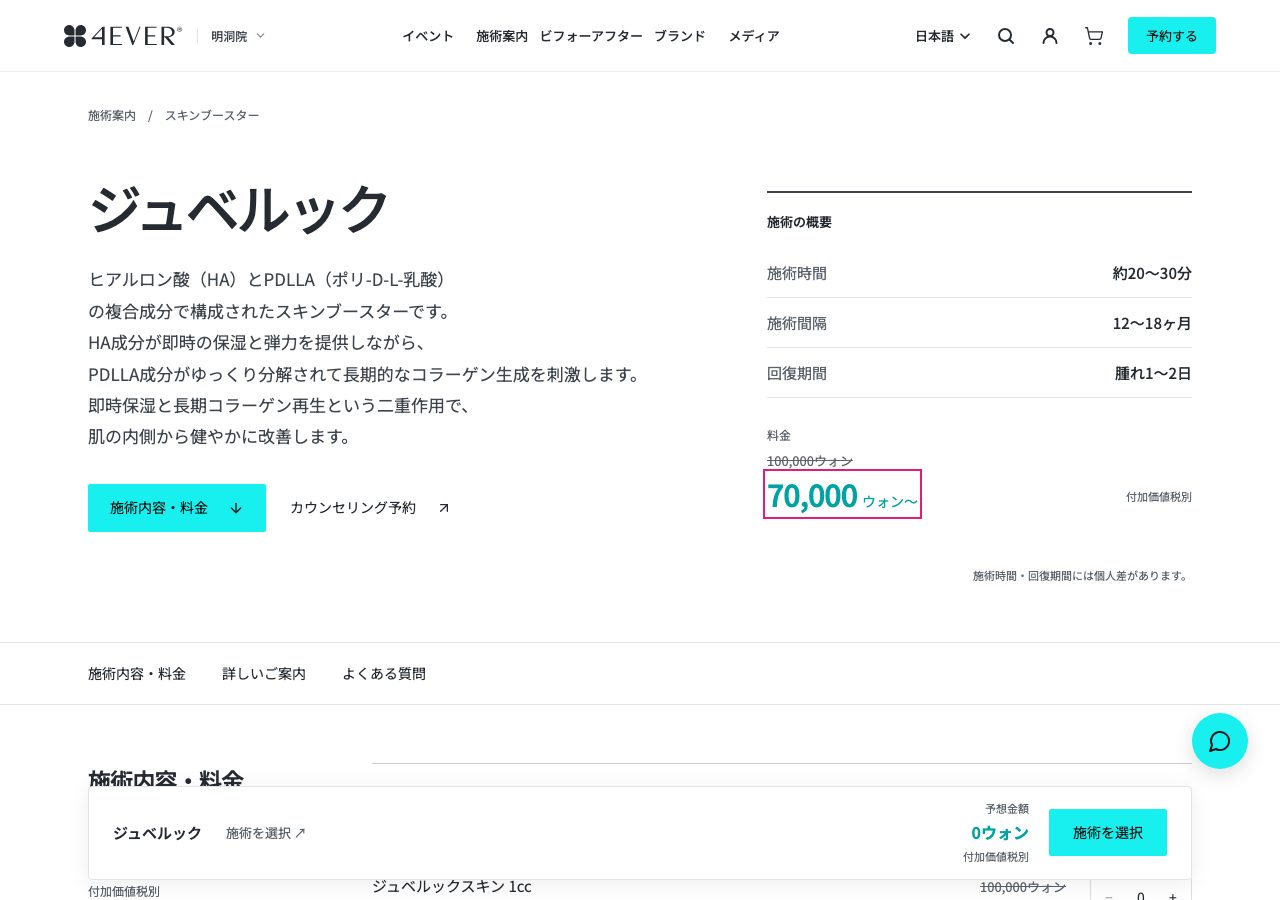 4EVER®
明洞院
イベント
施術案内
ビフォーアフター
ブランド
メディア
日本語
予約する
施術案内 / スキンブースター
ジュベルック
ヒアルロン酸（HA）とPDLLA（ポリ-D-L-乳酸）
の複合成分で構成されたスキンブースターです。
HA成分が即時の保湿と弾力を提供しながら、
PDLLA成分がゆっくり分解されて長期的なコラーゲン生成を刺激します。
即時保湿と長期コラーゲン再生という二重作用で、
肌の内側から健やかに改善します。
施術内容・料金 ↓
カウンセリング予約 ↗
施術の概要
施術時間 約20〜30分
施術間隔 12〜18ヶ月
回復期間 腫れ1〜2日
料金
100,000ウォン
70,000 ウォン〜
付加価値税別
施術時間・回復期間には個人差があります。
施術内容・料金
詳しいご案内
よくある質問
施術内容・料金
ジュベルック
施術を選択 ↗
予想金額
0ウォン
付加価値税別
施術を選択
付加価値税別
ジュベルックスキン 1cc
100,000ウォン
− 0 +